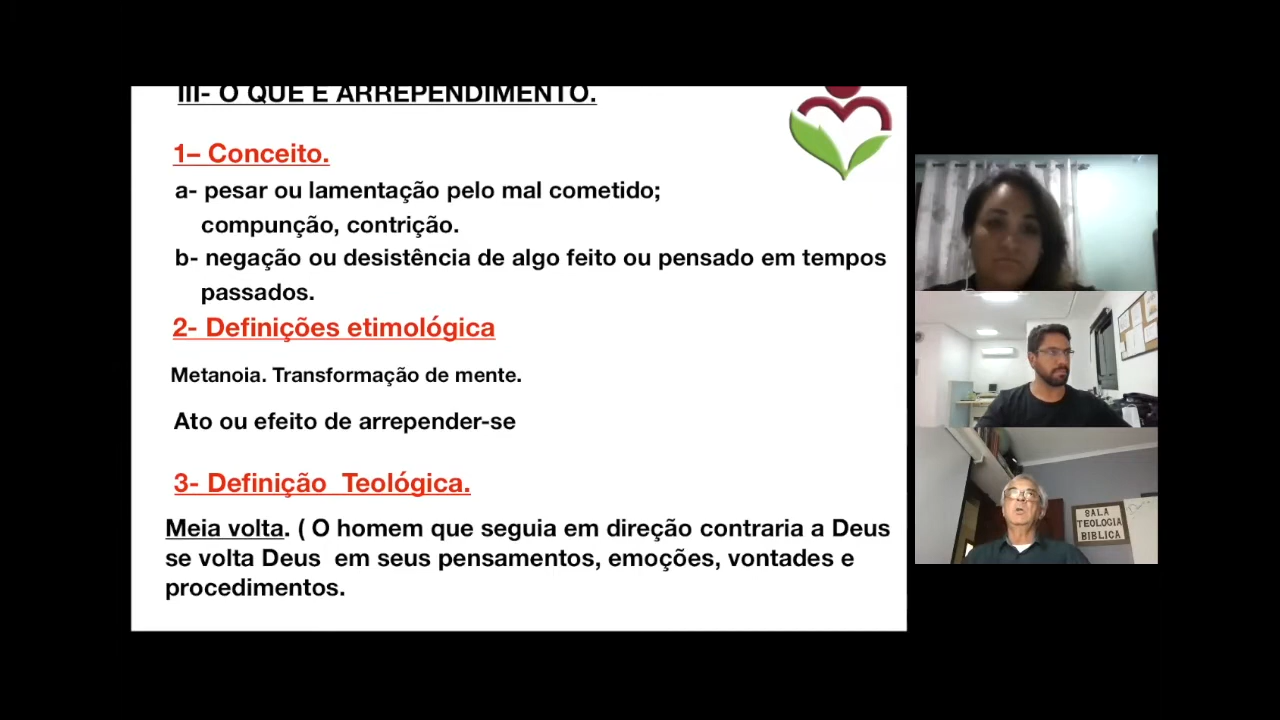 III- O QUE É ARREPENDIMENTO.
1– Conceito.
a- pesar ou lamentação pelo mal cometido;
compunção, contrição.
b- negação ou desistência de algo feito ou pensado em tempos
passados.
2- Definições etimológica
Metanoia. Transformação de mente.
Ato ou efeito de arrepender-se
3- Definição Teológica.
Meia volta. ( O homem que seguia em direção contraria a Deus
se volta Deus em seus pensamentos, emoções, vontades e
procedimentos.
SALA
TEOLOGIA
BIBLICA